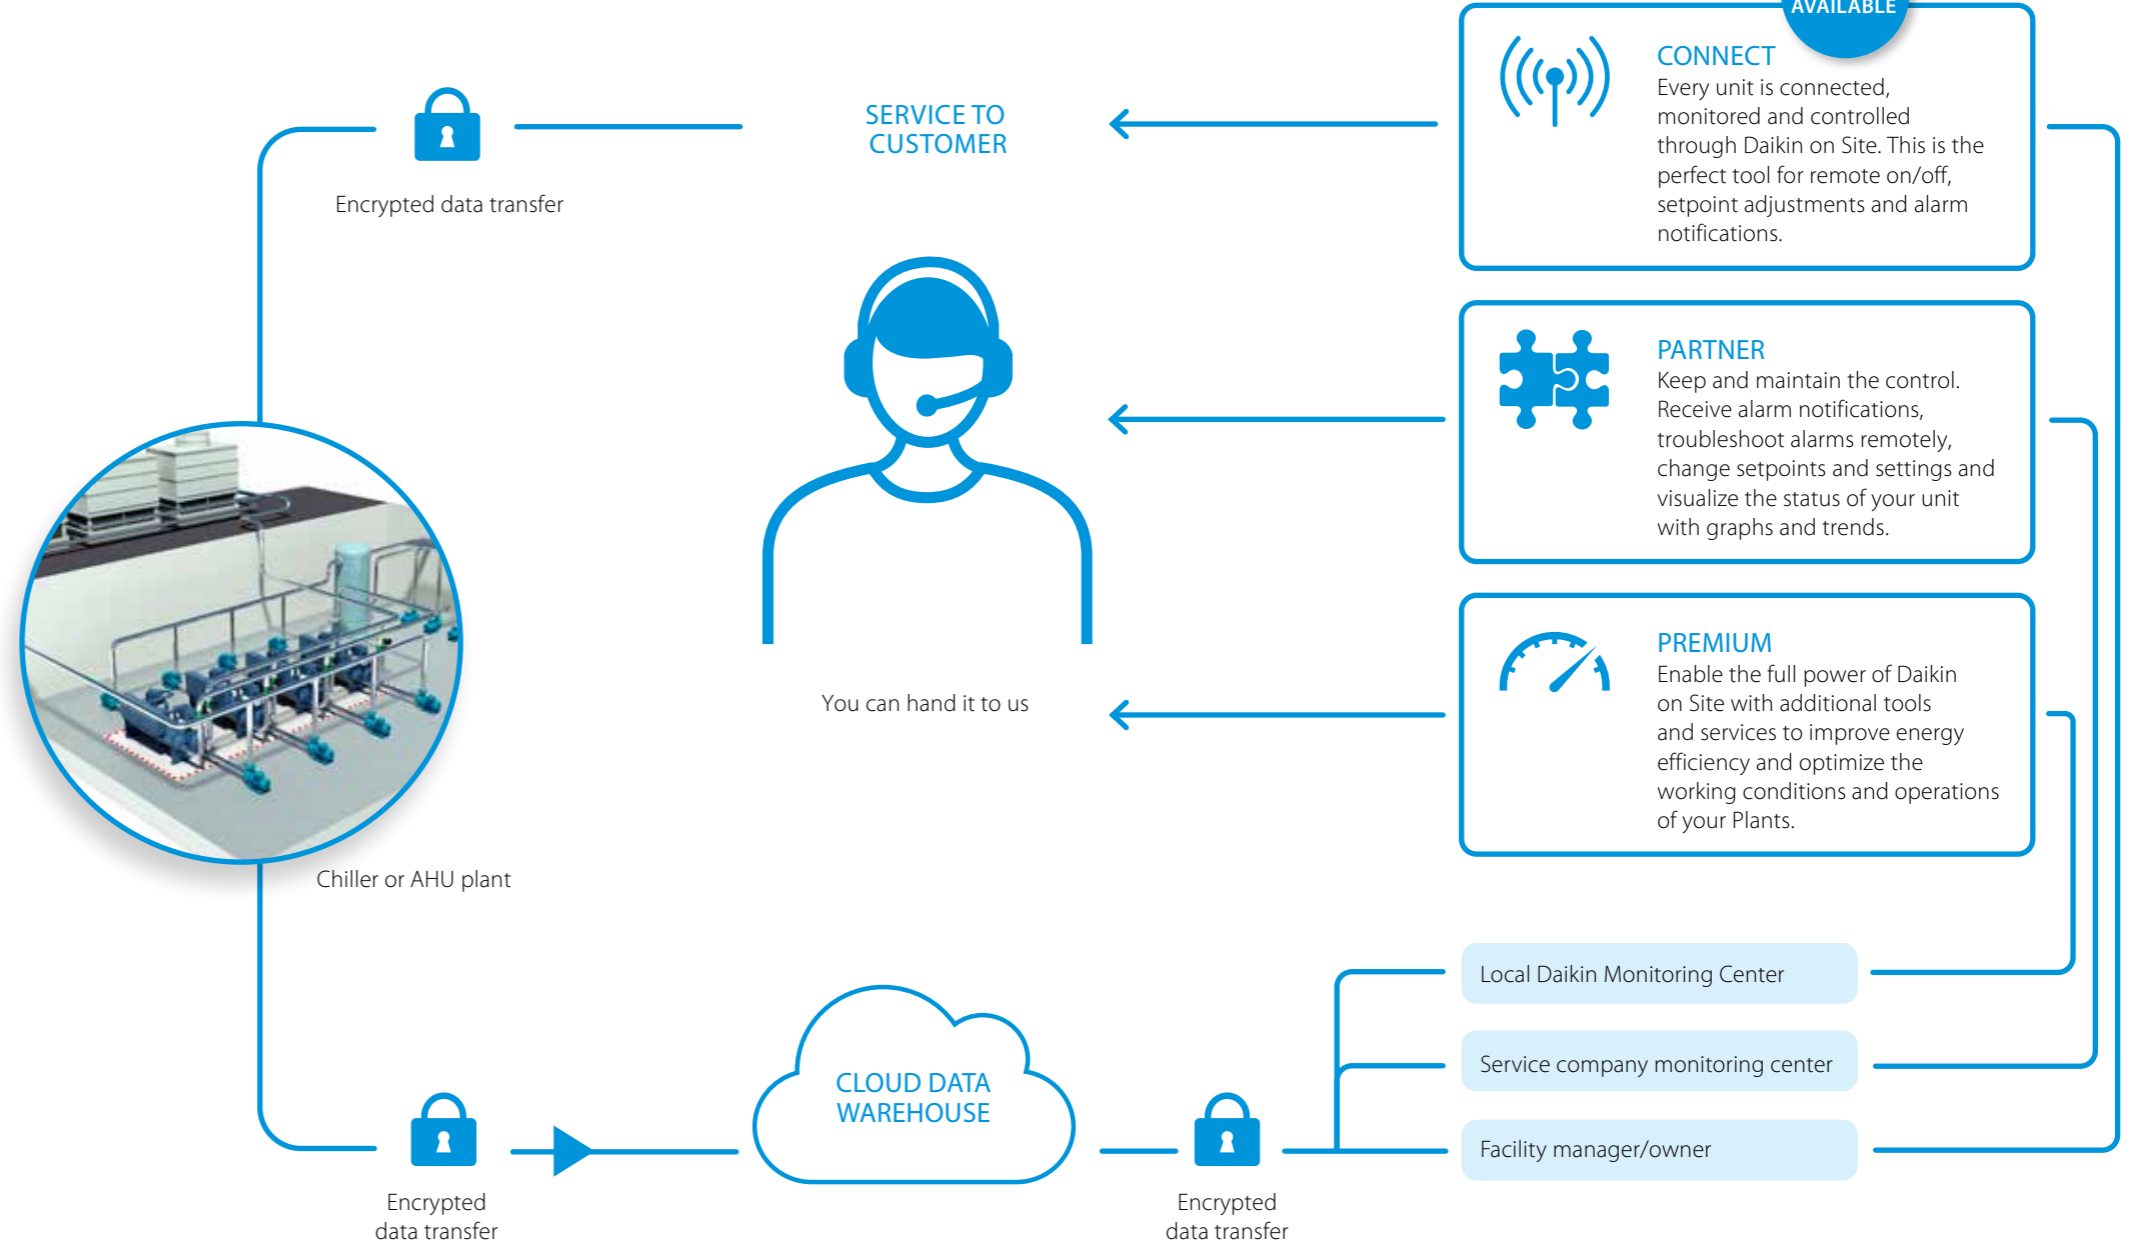 AVAILABLE
CONNECT
Every unit is connected,
monitored and controlled
through Daikin on Site. This is the
perfect tool for remote on/off,
setpoint adjustments and alarm
notifications.
SERVICE TO
CUSTOMER
Encrypted data transfer
PARTNER
Keep and maintain the control.
Receive alarm notifications,
troubleshoot alarms remotely,
change setpoints and settings and
visualize the status of your unit
with graphs and trends.
PREMIUM
Enable the full power of Daikin
on Site with additional tools
and services to improve energy
efficiency and optimize the
working conditions and operations
of your Plants.
You can hand it to us
Chiller or AHU plant
Local Daikin Monitoring Center
Service company monitoring center
Facility manager/owner
CLOUD DATA
WAREHOUSE
Encrypted
data transfer
Encrypted
data transfer